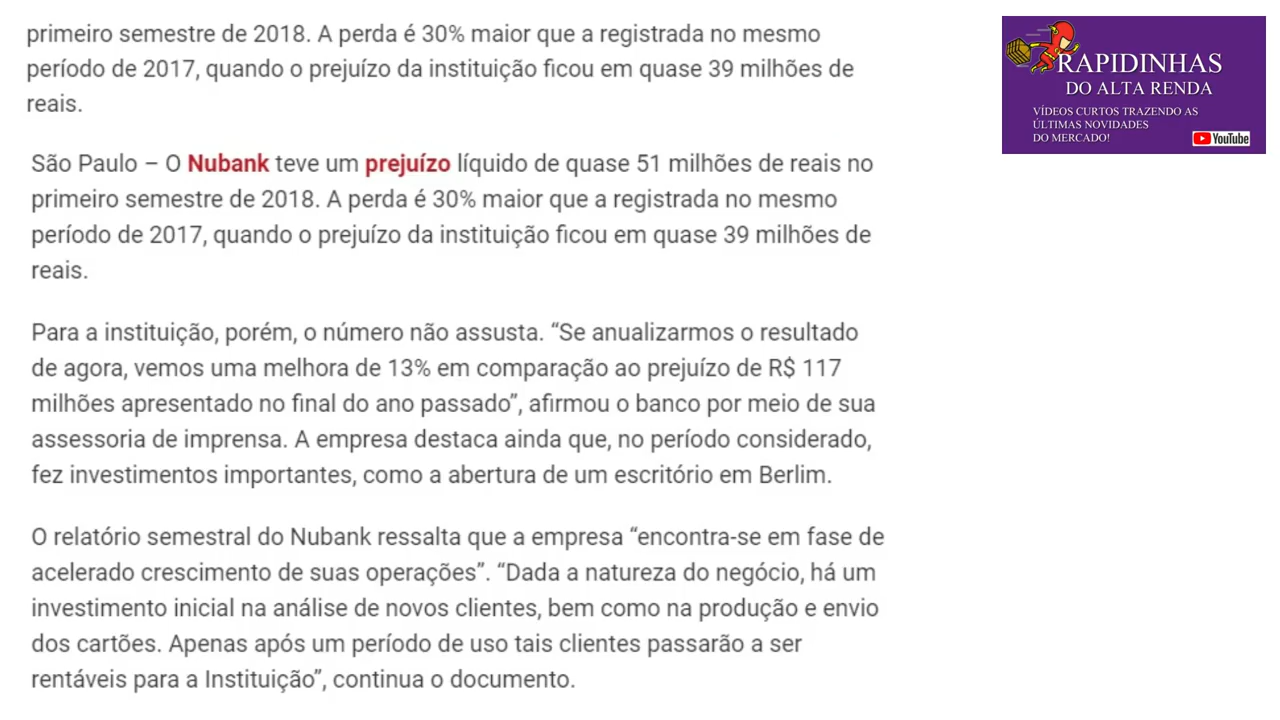 primeiro semestre de 2018. A perda é 30% maior que a registrada no mesmo
período de 2017, quando o prejuízo da instituição ficou em quase 39 milhões de
reais.
São Paulo – O Nubank teve um prejuízo líquido de quase 51 milhões de reais no
primeiro semestre de 2018. A perda é 30% maior que a registrada no mesmo
período de 2017, quando o prejuízo da instituição ficou em quase 39 milhões de
reais.
Para a instituição, porém, o número não assusta. “Se anualizarmos o resultado
de agora, vemos uma melhora de 13% em comparação ao prejuízo de R$ 117
milhões apresentado no final do ano passado”, afirmou o banco por meio de sua
assessoria de imprensa. A empresa destaca ainda que, no período considerado,
fez investimentos importantes, como a abertura de um escritório em Berlim.
O relatório semestral do Nubank ressalta que a empresa “encontra-se em fase de
acelerado crescimento de suas operações”. “Dada a natureza do negócio, há um
investimento inicial na análise de novos clientes, bem como na produção e envio
dos cartões. Apenas após um período de uso tais clientes passarão a ser
rentáveis para a Instituição”, continua o documento.
RAPIDINHAS
DO ALTA RENDA
VÍDEOS CURTOS TRAZENDO AS
ÚLTIMAS NOVIDADES
DO MERCADO!
YouTube